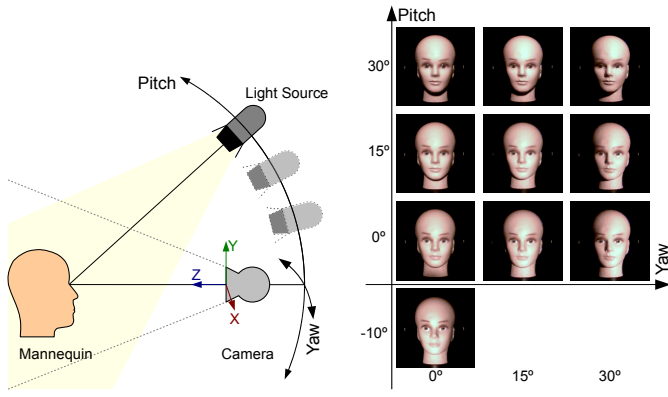 Pitch
Light Source
Y
Z
X
Mannequin
Camera
Yaw
Pitch
30º
15º
0º
-10º
Yaw
0º
15º
30º